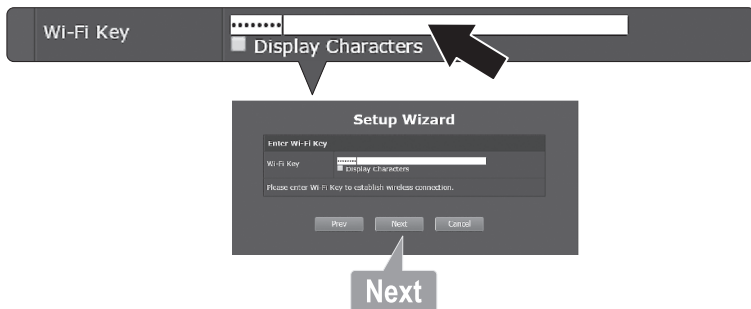 Wi-Fi Key
••••••••
Display Characters
Setup Wizard
Enter Wi-Fi Key
Wi-Fi Key
••••••••
Display Characters
Please enter Wi-Fi Key to establish wireless connection.
Prev Next Cancel
Next